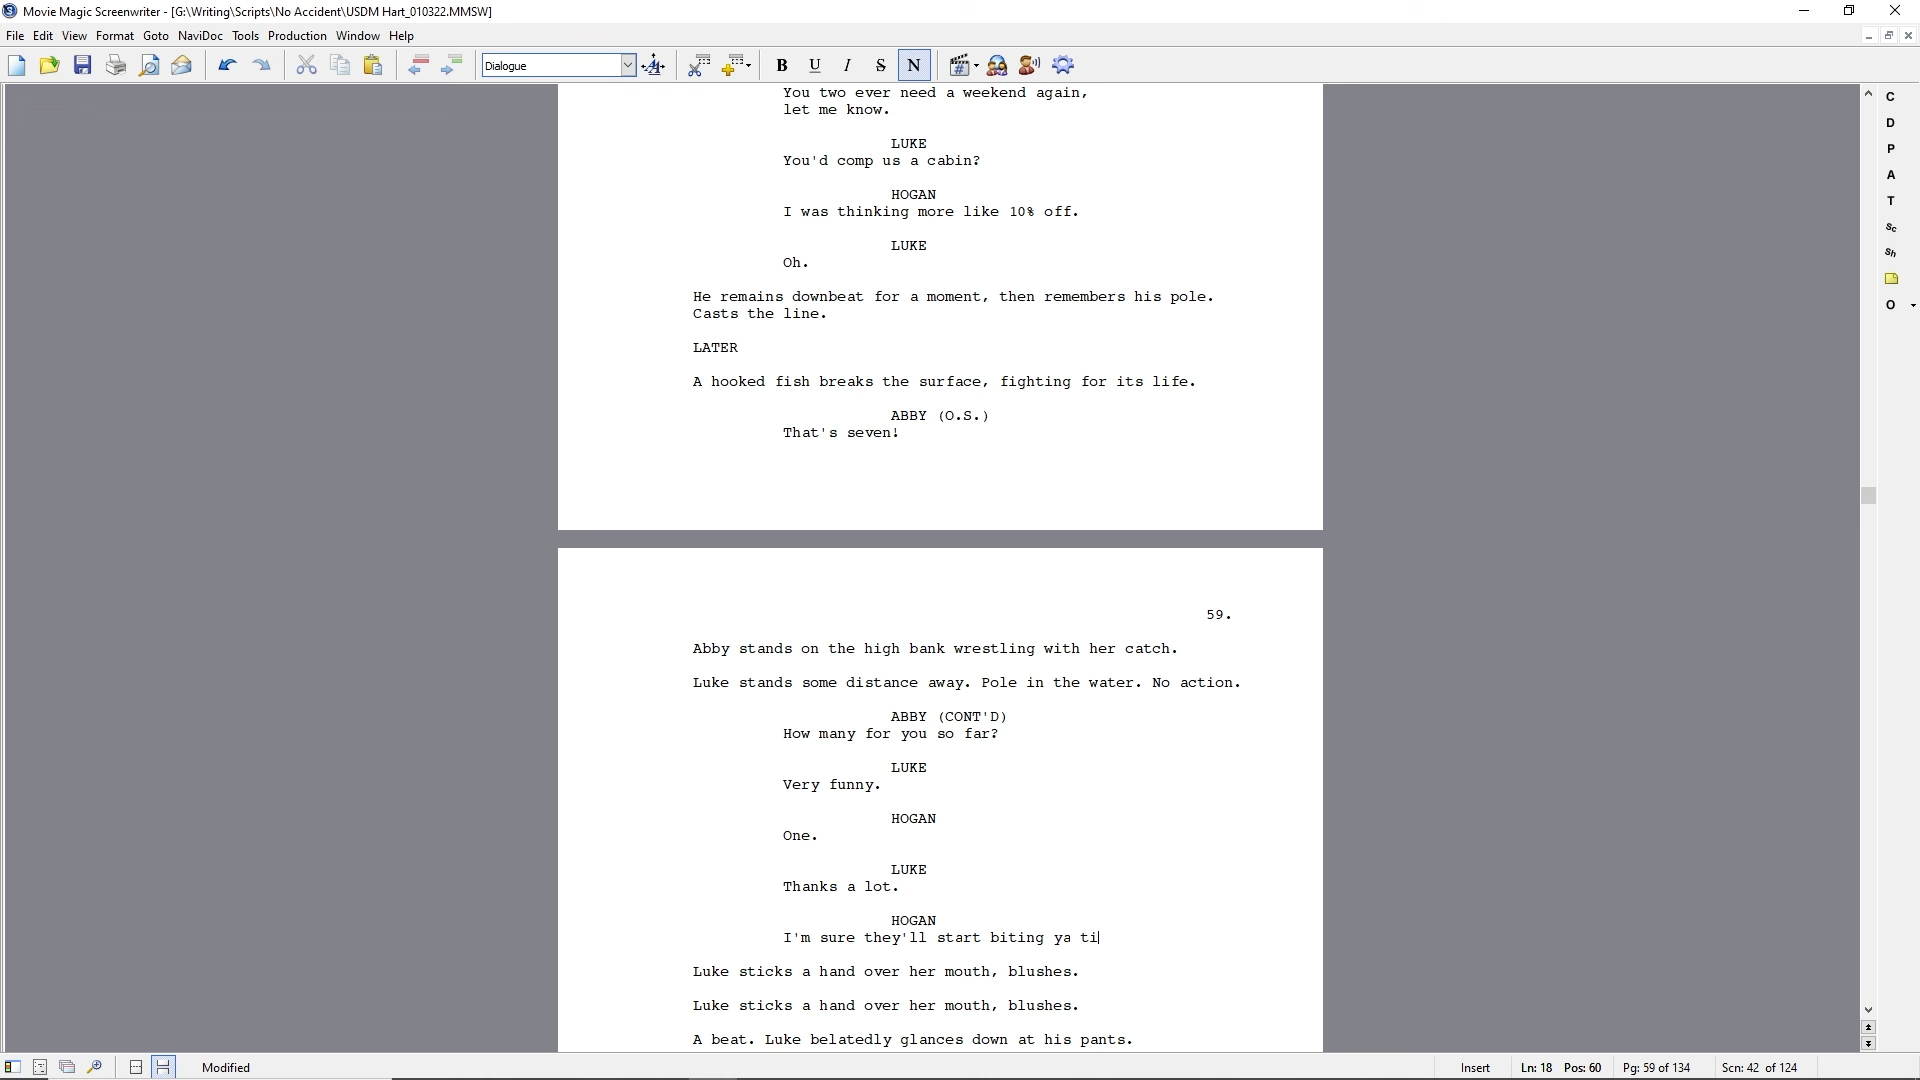 Movie Magic Screenwriter - [G:\Writing\Scripts\No Accident\USDM Hart_010322.MMSW]
File Edit View Format Goto NaviDoc Tools Production Window Help
Dialogue A B U I S N #
You two ever need a weekend again,
let me know.
LUKE
You'd comp us a cabin?
HOGAN
I was thinking more like 10% off.
LUKE
Oh.
He remains downbeat for a moment, then remembers his pole.
Casts the line.
LATER
A hooked fish breaks the surface, fighting for its life.
ABBY (O.S.)
That's seven!
59.
Abby stands on the high bank wrestling with her catch.
Luke stands some distance away. Pole in the water. No action.
ABBY (CONT'D)
How many for you so far?
LUKE
Very funny.
HOGAN
One.
LUKE
Thanks a lot.
HOGAN
I'm sure they'll start biting ya ti
Luke sticks a hand over her mouth, blushes.
Luke sticks a hand over her mouth, blushes.
A beat. Luke belatedly glances down at his pants.
C
D
P
A
T
Sc
Sh
O
Modified Insert Ln: 18 Pos: 60 Pg: 59 of 134 Scn: 42 of 124